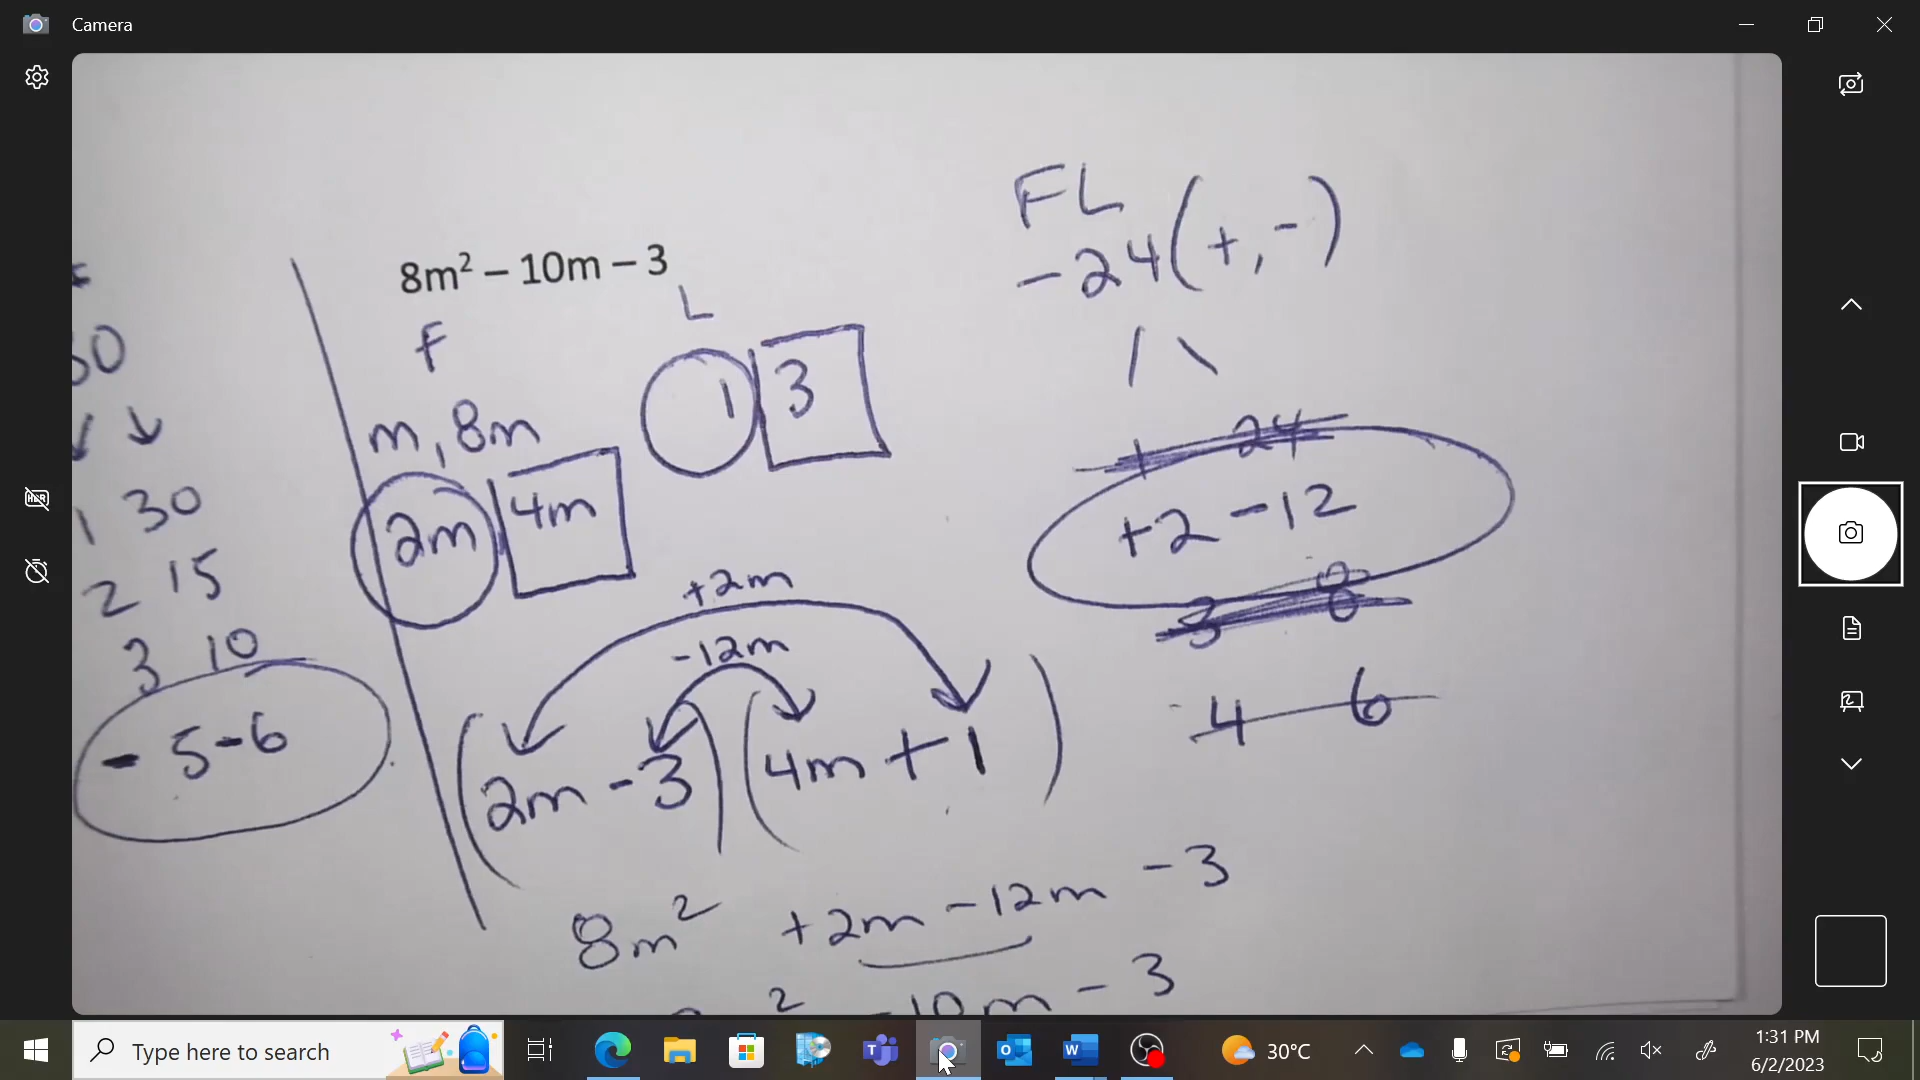 Camera
8m² – 10m – 3
F
L
m, 8m
1 3
2m 4m
FL
-24 (+, -)
1 24
+2 -12
3 8
4 6
1 30
2 15
3 10
- 5 - 6
+2m
-12m
(2m - 3) (4m + 1)
8m² +2m - 12m - 3
2 - 10m - 3
Type here to search
30°C
1:31 PM
6/2/2023